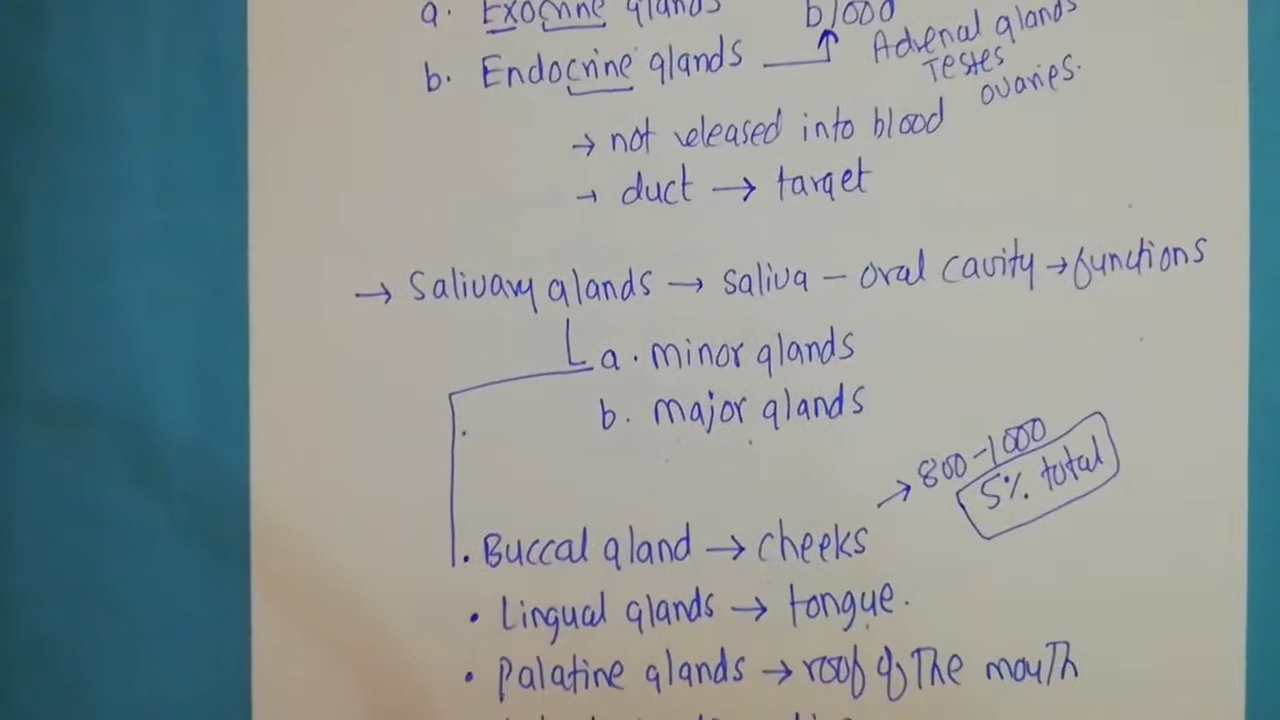 a. Exocrine glands
blood
b. Endocrine glands → Adrenal glands
Testes
ovaries.
→ not released into blood
→ duct → target
→ Salivary glands → saliva - oral cavity → functions
a. minor glands
b. major glands
→ 800-1000
5% total
. Buccal gland → cheeks
• Lingual glands → tongue.
• Palatine glands → roof of The mouth